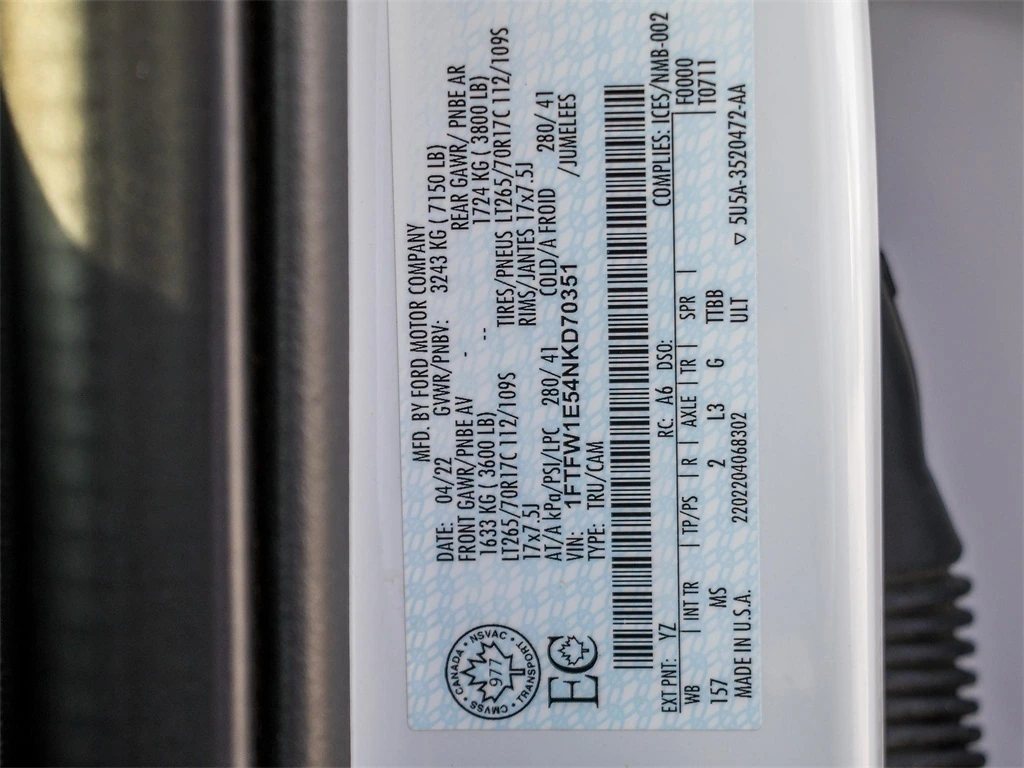 MFD. BY FORD MOTOR COMPANY
DATE: 04/22 GVWR/PNBV: 3243 KG ( 7150 LB)
FRONT GAWR/PNBE AV REAR GAWR/ PNBE AR
1633 KG ( 3600 LB) - -- 1724 KG ( 3800 LB)
LT265/70R17C 112/109S TIRES/PNEUS LT265/70R17C 112/109S
17x7.5J RIMS/JANTES 17x7.5J
AT/A kPa/PSI/LPC 280/ 41 COLD/A FROID 280/ 41
VIN: 1FTFW1E54NKD70351 /JUMELEES
TYPE: TRU/CAM
CANADA • NSVAC • TRANSPORT • CMVSS •
977
EC
COMPLIES: ICES/NMB-002
EXT PNT: YZ RC: A6 DSO: F0000
WB INT TR TP/PS R AXLE TR SPR 1T0711
157 MS 2 L3 G TTBB
MADE IN U.S.A. 202204068302 ULT ▽ 5U5A-3520472-AA